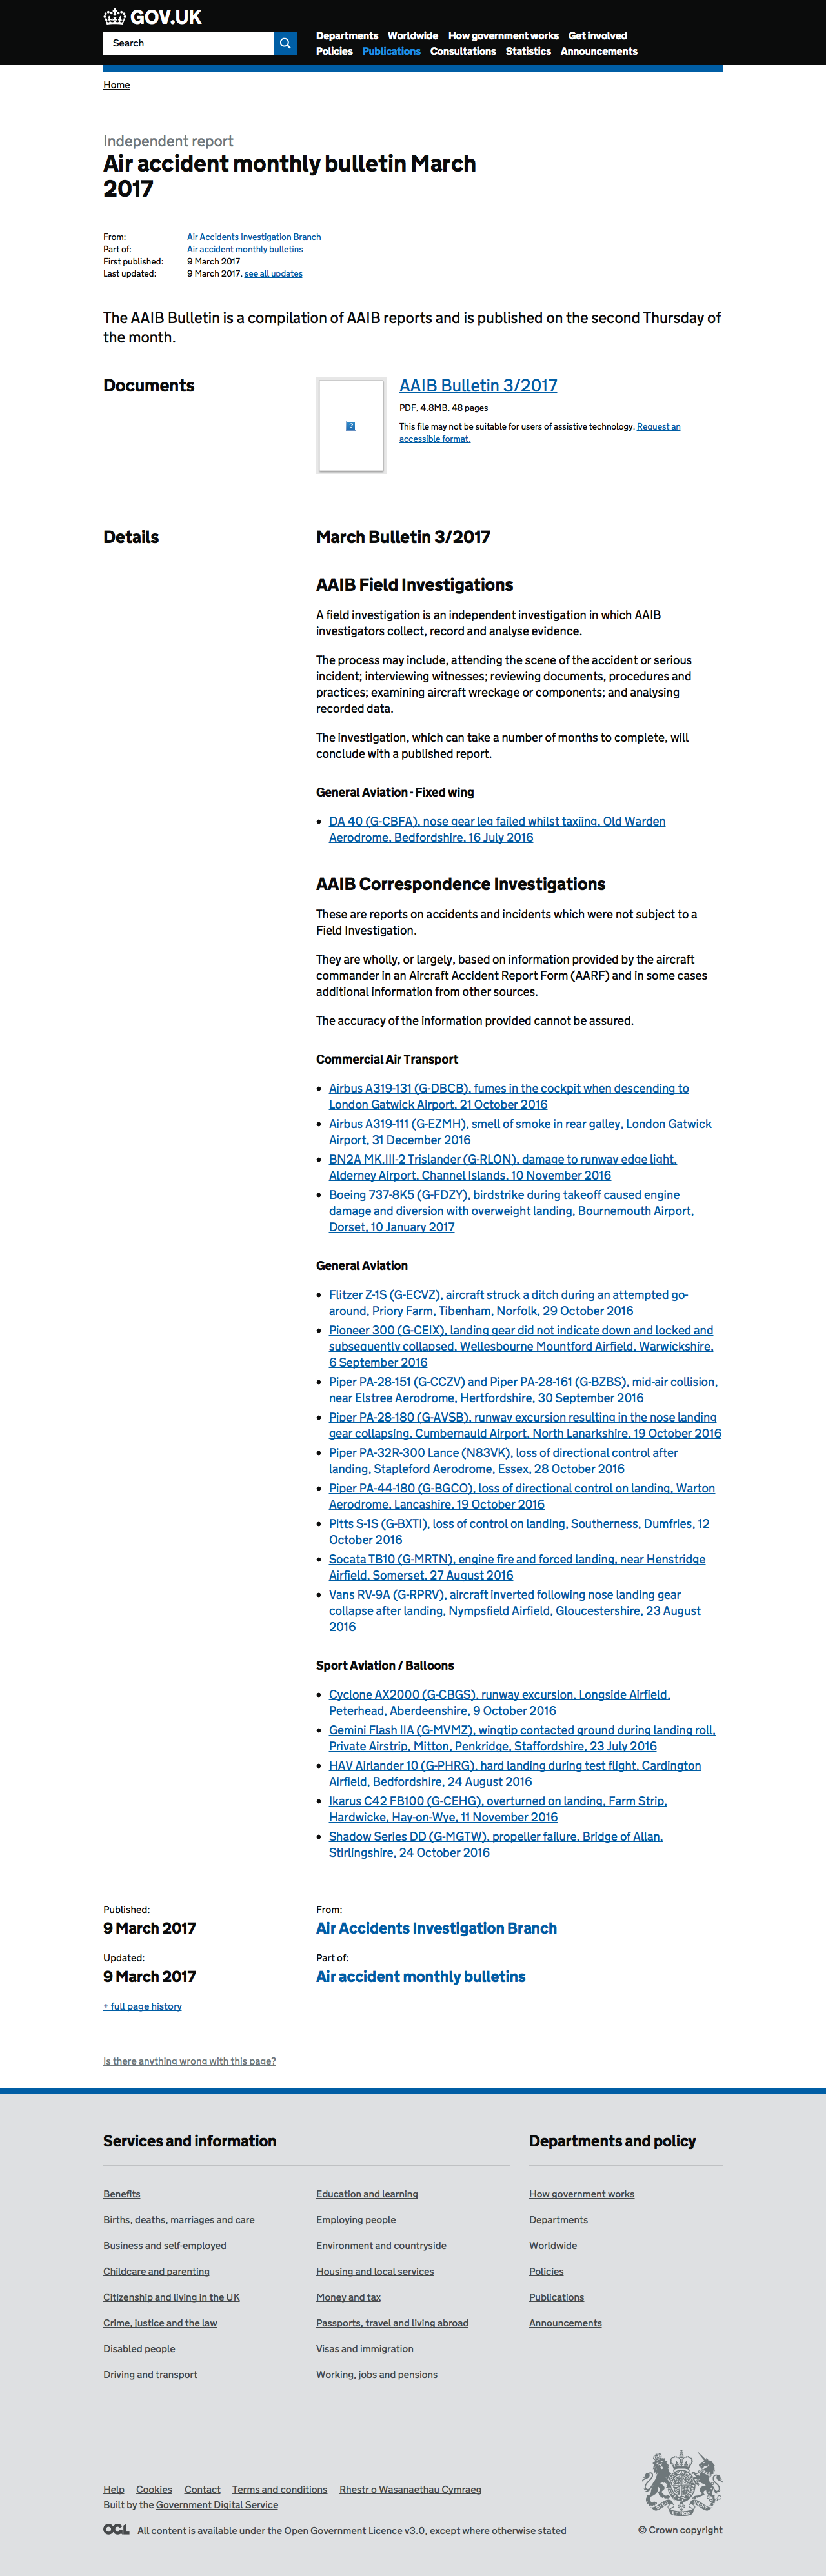 GOV.UK
Search
Departments Worldwide How government works Get involved
Policies Publications Consultations Statistics Announcements
Home
Independent report
Air accident monthly bulletin March
2017
From: Air Accidents Investigation Branch
Part of: Air accident monthly bulletins
First published: 9 March 2017
Last updated: 9 March 2017, see all updates
The AAIB Bulletin is a compilation of AAIB reports and is published on the second Thursday of
the month.
Documents
AAIB Bulletin 3/2017
PDF, 4.8MB, 48 pages
This file may not be suitable for users of assistive technology. Request an
accessible format.
Details
March Bulletin 3/2017
AAIB Field Investigations
A field investigation is an independent investigation in which AAIB
investigators collect, record and analyse evidence.
The process may include, attending the scene of the accident or serious
incident; interviewing witnesses; reviewing documents, procedures and
practices; examining aircraft wreckage or components; and analysing
recorded data.
The investigation, which can take a number of months to complete, will
conclude with a published report.
General Aviation - Fixed wing
• DA 40 (G-CBFA), nose gear leg failed whilst taxiing, Old Warden
Aerodrome, Bedfordshire, 16 July 2016
AAIB Correspondence Investigations
These are reports on accidents and incidents which were not subject to a
Field Investigation.
They are wholly, or largely, based on information provided by the aircraft
commander in an Aircraft Accident Report Form (AARF) and in some cases
additional information from other sources.
The accuracy of the information provided cannot be assured.
Commercial Air Transport
• Airbus A319-131 (G-DBCB), fumes in the cockpit when descending to
London Gatwick Airport, 21 October 2016
• Airbus A319-111 (G-EZMH), smell of smoke in rear galley, London Gatwick
Airport, 31 December 2016
• BN2A MK.III-2 Trislander (G-RLON), damage to runway edge light,
Alderney Airport, Channel Islands, 10 November 2016
• Boeing 737-8K5 (G-FDZY), birdstrike during takeoff caused engine
damage and diversion with overweight landing, Bournemouth Airport,
Dorset, 10 January 2017
General Aviation
• Flitzer Z-1S (G-ECVZ), aircraft struck a ditch during an attempted go-
around, Priory Farm, Tibenham, Norfolk, 29 October 2016
• Pioneer 300 (G-CEIX), landing gear did not indicate down and locked and
subsequently collapsed, Wellesbourne Mountford Airfield, Warwickshire,
6 September 2016
• Piper PA-28-151 (G-CCZV) and Piper PA-28-161 (G-BZBS), mid-air collision,
near Elstree Aerodrome, Hertfordshire, 30 September 2016
• Piper PA-28-180 (G-AVSB), runway excursion resulting in the nose landing
gear collapsing, Cumbernauld Airport, North Lanarkshire, 19 October 2016
• Piper PA-32R-300 Lance (N83VK), loss of directional control after
landing, Stapleford Aerodrome, Essex, 28 October 2016
• Piper PA-44-180 (G-BGCO), loss of directional control on landing, Warton
Aerodrome, Lancashire, 19 October 2016
• Pitts S-1S (G-BXTI), loss of control on landing, Southerness, Dumfries, 12
October 2016
• Socata TB10 (G-MRTN), engine fire and forced landing, near Henstridge
Airfield, Somerset, 27 August 2016
• Vans RV-9A (G-RPRV), aircraft inverted following nose landing gear
collapse after landing, Nympsfield Airfield, Gloucestershire, 23 August
2016
Sport Aviation / Balloons
• Cyclone AX2000 (G-CBGS), runway excursion, Longside Airfield,
Peterhead, Aberdeenshire, 9 October 2016
• Gemini Flash IIA (G-MVMZ), wingtip contacted ground during landing roll,
Private Airstrip, Mitton, Penkridge, Staffordshire, 23 July 2016
• HAV Airlander 10 (G-PHRG), hard landing during test flight, Cardington
Airfield, Bedfordshire, 24 August 2016
• Ikarus C42 FB100 (G-CEHG), overturned on landing, Farm Strip,
Hardwicke, Hay-on-Wye, 11 November 2016
• Shadow Series DD (G-MGTW), propeller failure, Bridge of Allan,
Stirlingshire, 24 October 2016
Published:
9 March 2017
From:
Air Accidents Investigation Branch
Updated:
9 March 2017
Part of:
Air accident monthly bulletins
+ full page history
Is there anything wrong with this page?
Services and information
Benefits
Births, deaths, marriages and care
Business and self-employed
Childcare and parenting
Citizenship and living in the UK
Crime, justice and the law
Disabled people
Driving and transport
Education and learning
Employing people
Environment and countryside
Housing and local services
Money and tax
Passports, travel and living abroad
Visas and immigration
Working, jobs and pensions
Departments and policy
How government works
Departments
Worldwide
Policies
Publications
Announcements
Help Cookies Contact Terms and conditions Rhestr o Wasanaethau Cymraeg
Built by the Government Digital Service
OGL All content is available under the Open Government Licence v3.0, except where otherwise stated
© Crown copyright